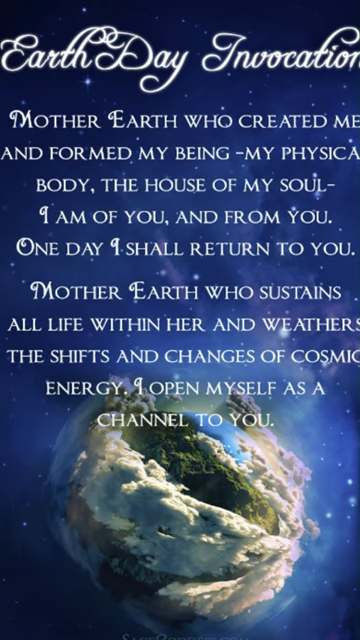 Earth Day Invocation
Mother Earth who created me
and formed my being -my physica
body, the house of my soul-
I am of you, and from you.
One day I shall return to you.
Mother Earth who sustains
all life within her and weathers
the shifts and changes of cosmic
energy, I open myself as a
channel to you.